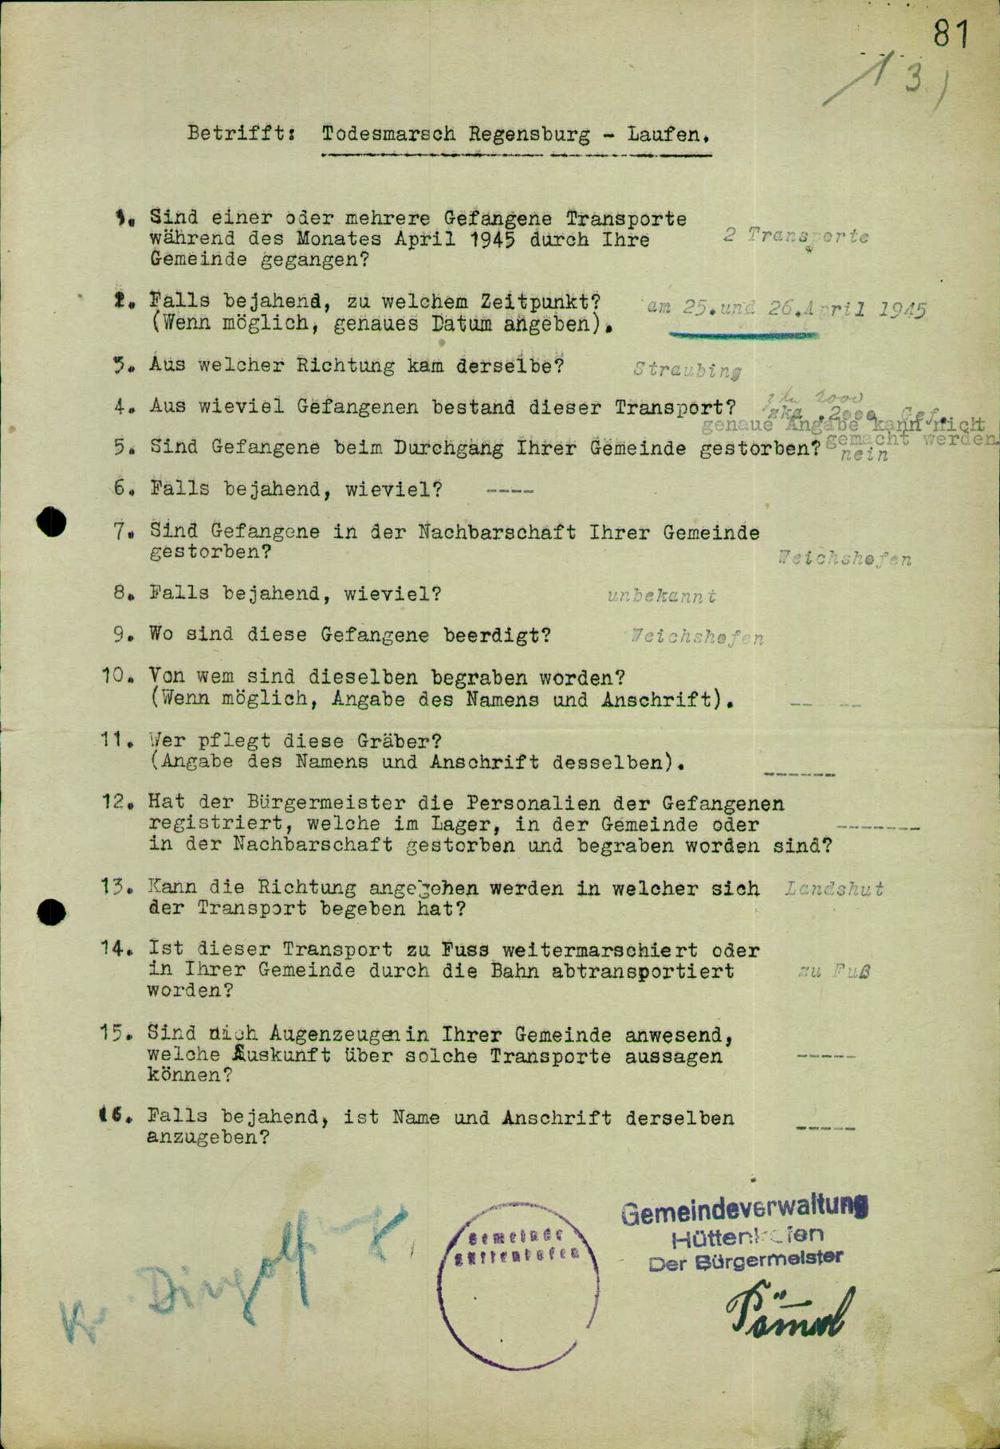 81
13)
Betrifft: Todesmarsch Regensburg - Laufen.
1. Sind einer oder mehrere Gefangene Transporte
während des Monates April 1945 durch Ihre
Gemeinde gegangen?
2 Transporte
2. Falls bejahend, zu welchem Zeitpunkt?
(Wenn möglich, genaues Datum angeben).
am 25.und 26.April 1945
3. Aus welcher Richtung kam derselbe?
Straubing
4. Aus wieviel Gefangenen bestand dieser Transport?
zka. 2000 Gef.
genaue Angabe kann nicht
gemacht werden
5. Sind Gefangene beim Durchgang Ihrer Gemeinde gestorben?
nein
6. Falls bejahend, wieviel? ----
7. Sind Gefangene in der Nachbarschaft Ihrer Gemeinde
gestorben?
Weichshofen
8. Falls bejahend, wieviel?
unbekannt
9. Wo sind diese Gefangene beerdigt?
Weichshofen
10. Von wem sind dieselben begraben worden?
(Wenn möglich, Angabe des Namens und Anschrift).
-- --
11. Wer pflegt diese Gräber?
(Angabe des Namens und Anschrift desselben).
-------
12. Hat der Bürgermeister die Personalien der Gefangenen
registriert, welche im Lager, in der Gemeinde oder
--------
in der Nachbarschaft gestorben und begraben worden sind?
13. Kann die Richtung angegehen werden in welcher sich
Landshut
der Transport begeben hat?
14. Ist dieser Transport zu Fuss weitermarschiert oder
in Ihrer Gemeinde durch die Bahn abtransportiert
zu Fuß
worden?
15. Sind noch Augenzeugen in Ihrer Gemeinde anwesend,
welche Auskunft über solche Transporte aussagen
-----
können?
16. Falls bejahend, ist Name und Anschrift derselben
-----
anzugeben?
Gemeindeverwaltung
Hüttenkofen
Der Bürgermeister
Gemeinde
Hüttenkofen
Kr. Dingolfing